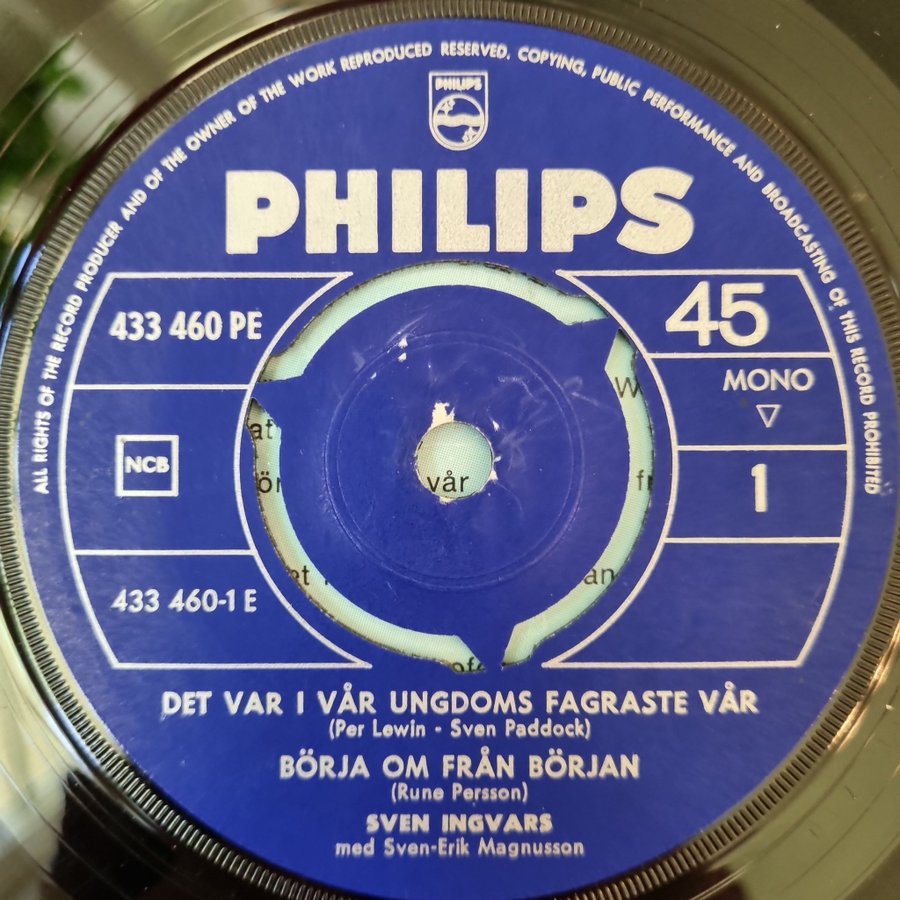 ALL RIGHTS OF THE RECORD PRODUCER AND OF THE OWNER OF THE WORK REPRODUCED RESERVED. COPYING, PUBLIC PERFORMANCE AND BROADCASTING OF THIS RECORD PROHIBITED
PHILIPS
PHILIPS
433 460 PE
45
MONO
NCB
1
433 460-1 E
vår
DET VAR I VÅR UNGDOMS FAGRASTE VÅR
(Per Lewin - Sven Paddock)
BÖRJA OM FRÅN BÖRJAN
(Rune Persson)
SVEN INGVARS
med Sven-Erik Magnusson